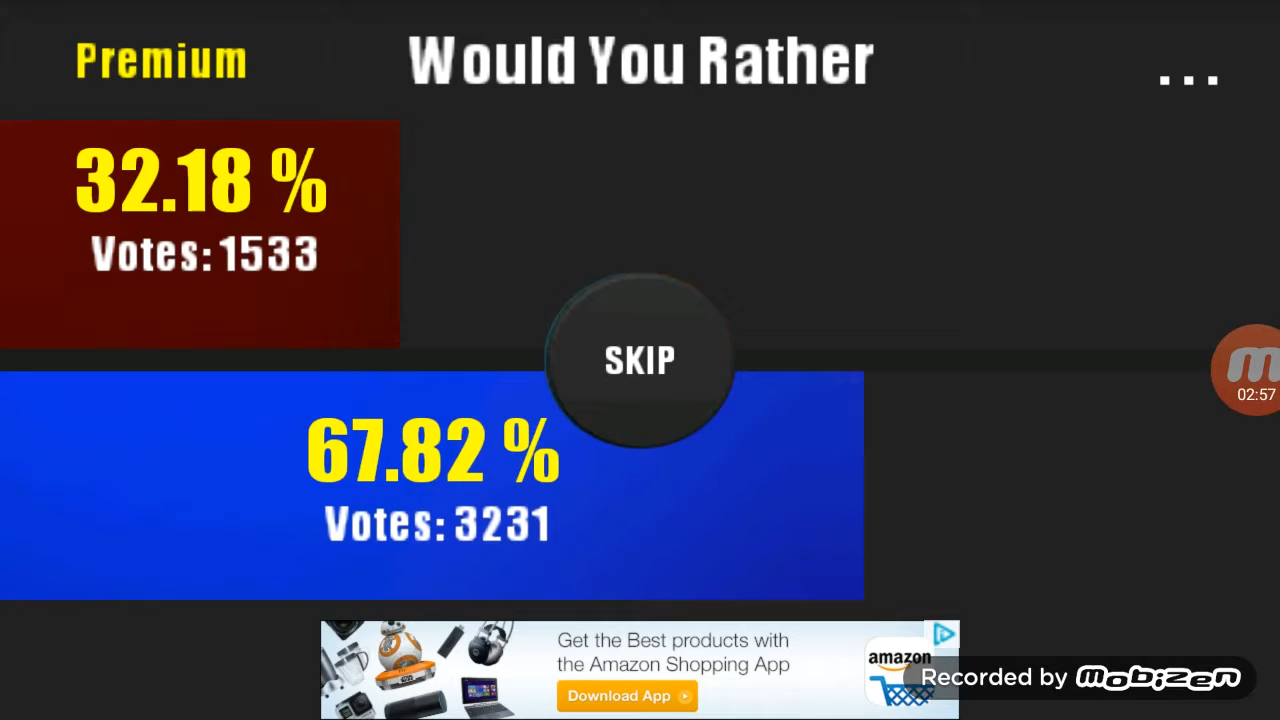 Premium
Would You Rather
...
32.18 %
Votes: 1533
SKIP
02:57
67.82 %
Votes: 3231
Get the Best products with
the Amazon Shopping App
Download App
amazon
Recorded by mobizen